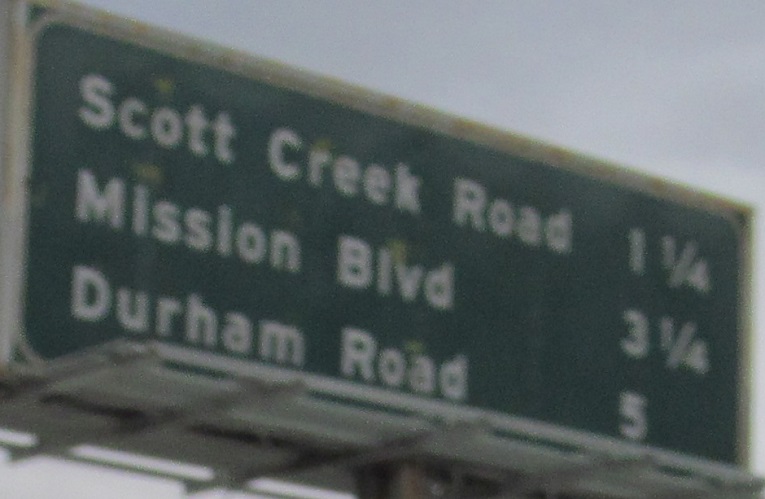 Scott Creek Road 1 1/4
Mission Blvd 3 1/4
Durham Road 5